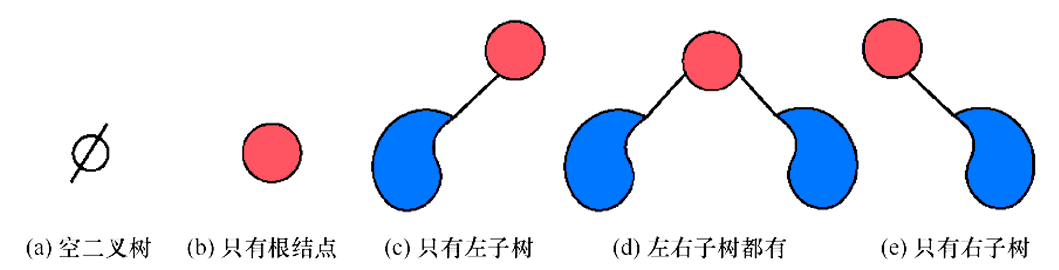 (a) 空二叉树
(b) 只有根结点
(c) 只有左子树
(d) 左右子树都有
(e) 只有右子树